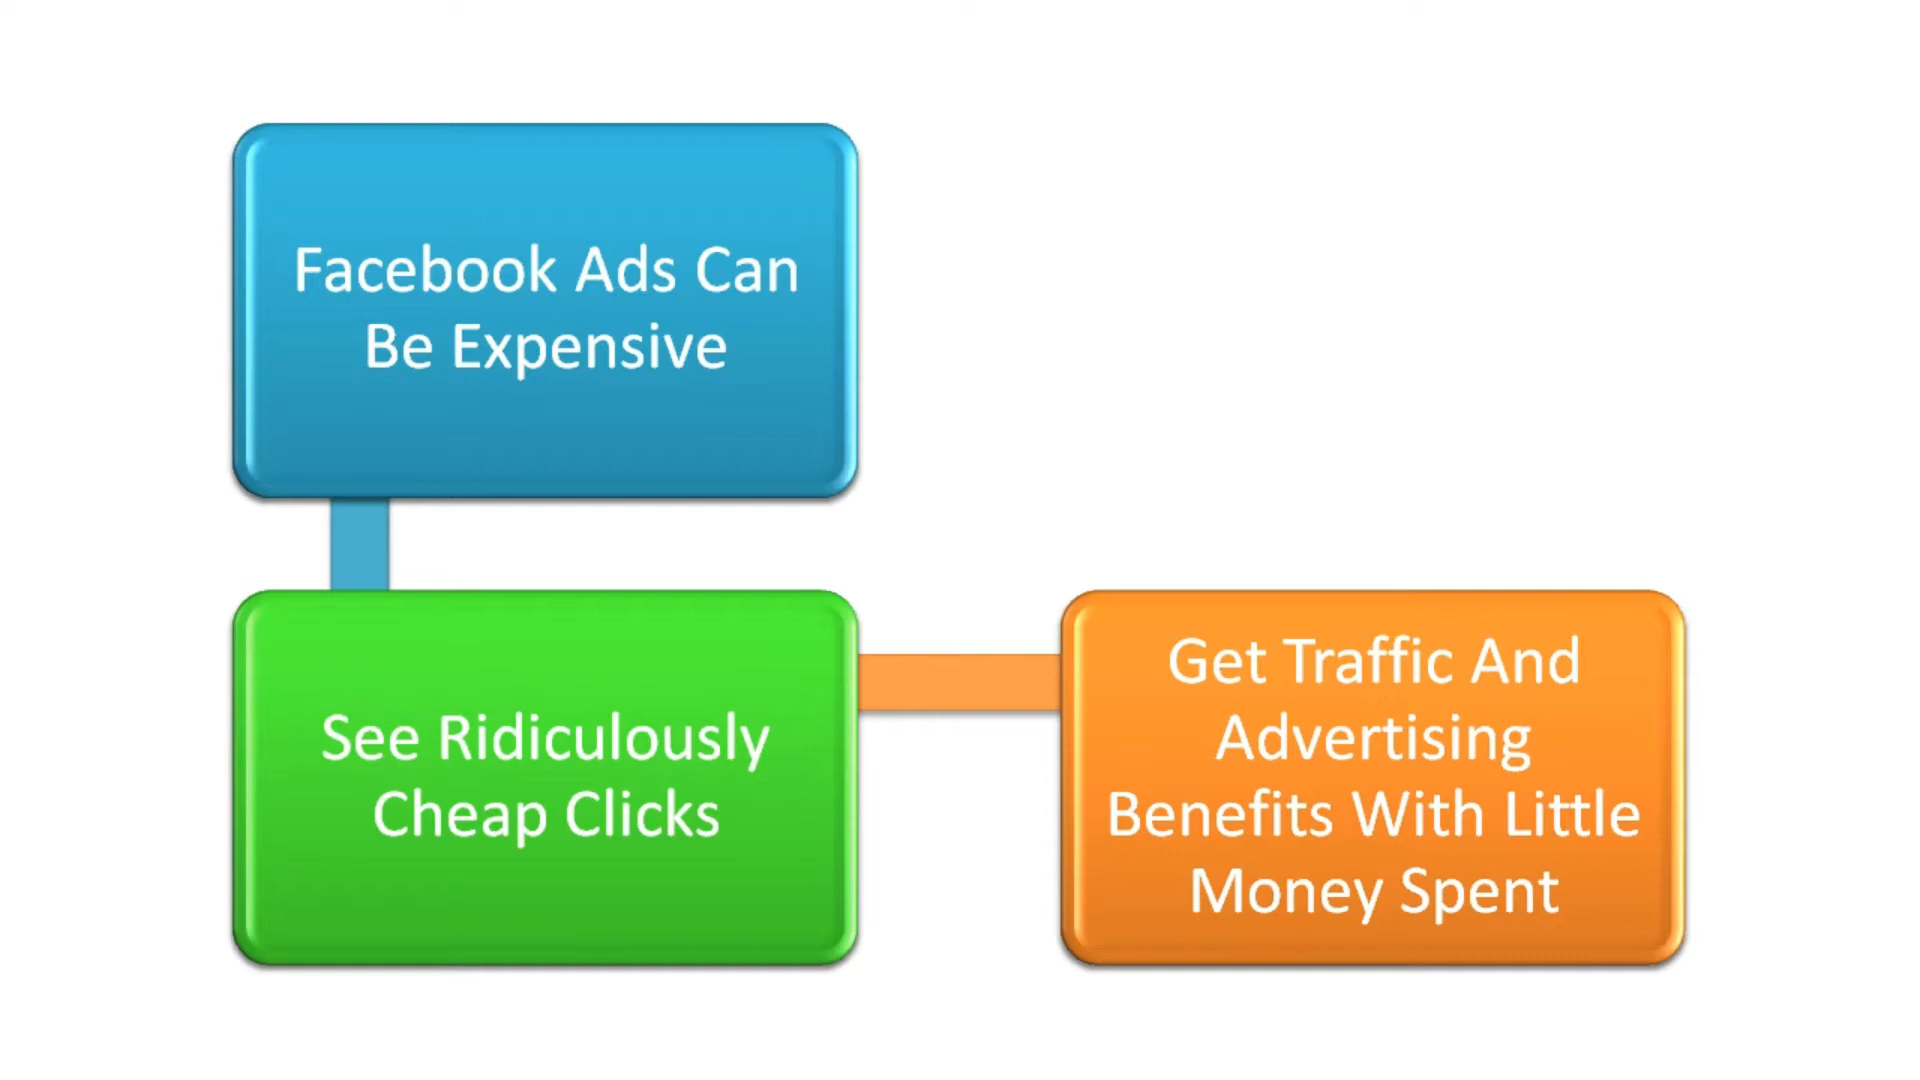 Facebook Ads Can
Be Expensive
See Ridiculously
Cheap Clicks
Get Traffic And
Advertising
Benefits With Little
Money Spent